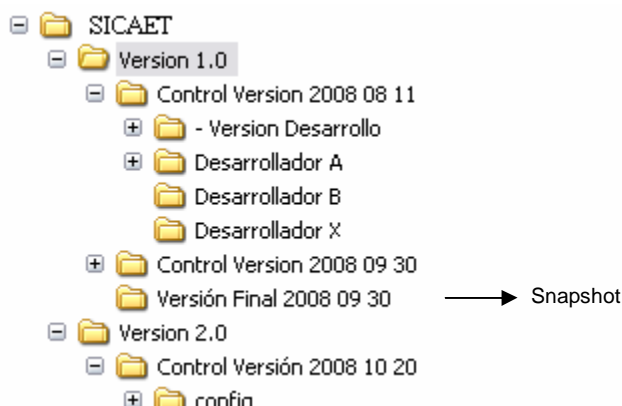 SICAET
Version 1.0
Control Version 2008 08 11
- Version Desarrollo
Desarrollador A
Desarrollador B
Desarrollador X
Control Version 2008 09 30
Versión Final 2008 09 30 Snapshot
Version 2.0
Control Versión 2008 10 20
config